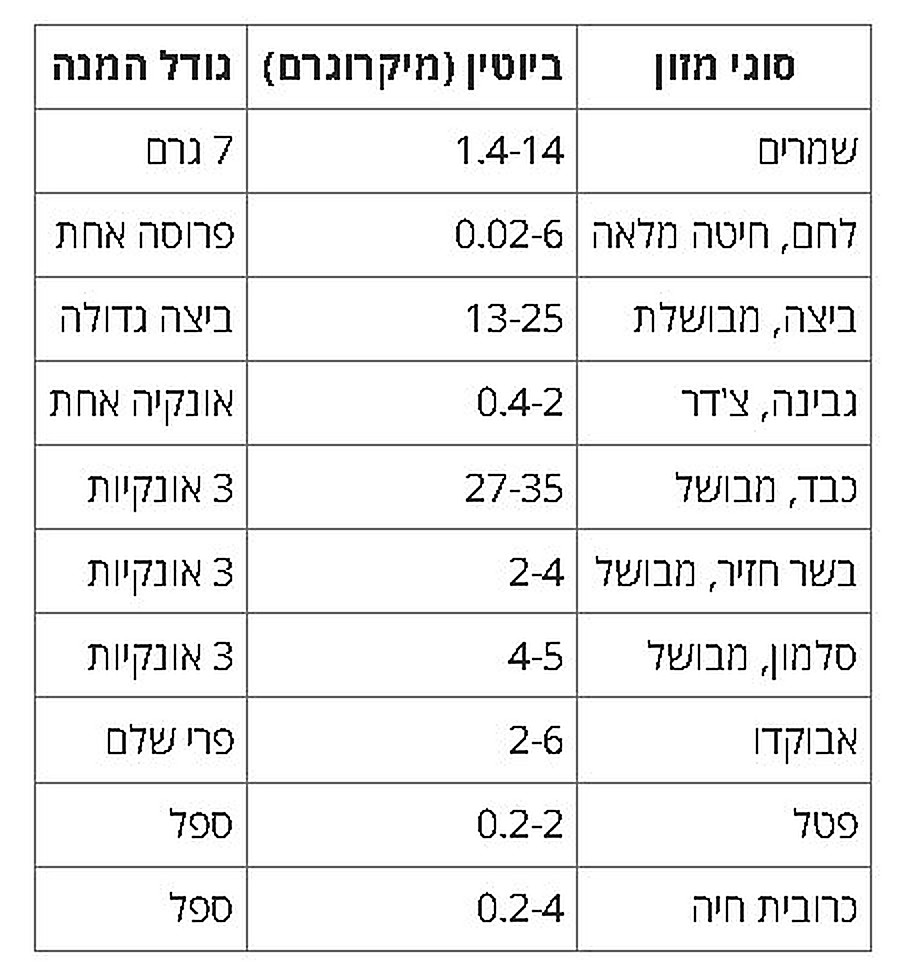 סוגי מזון ביוטין (מיקרוגרם) גודל המנה
שמרים 1.4-14 7 גרם
לחם, חיטה מלאה 0.02-6 פרוסה אחת
ביצה, מבושלת 13-25 ביצה גדולה
גבינה, צ'דר 0.4-2 אונקיה אחת
כבד, מבושל 27-35 3 אונקיות
בשר חזיר, מבושל 2-4 3 אונקיות
סלמון, מבושל 4-5 3 אונקיות
אבוקדו 2-6 פרי שלם
פטל 0.2-2 ספל
כרובית חיה 0.2-4 ספל